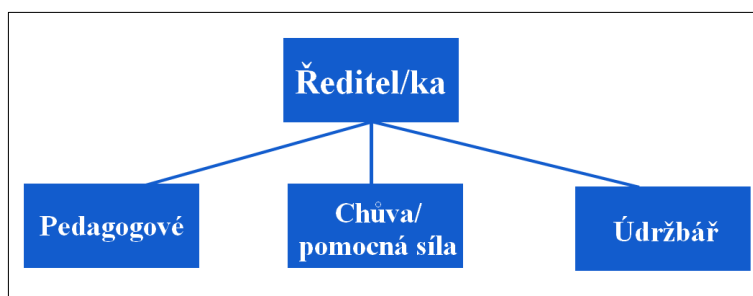 Ředitel/ka
Pedagogové
Chůva/
pomocná síla
Údržbář